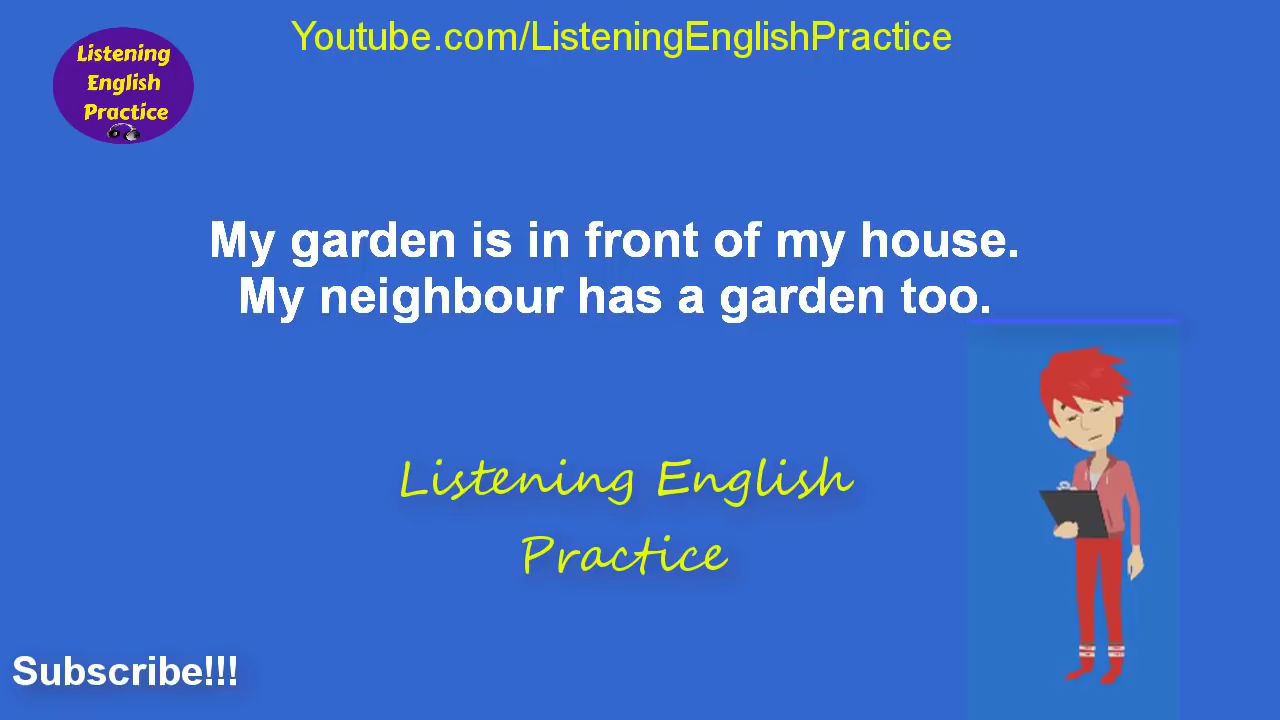 Youtube.com/ListeningEnglishPractice
Listening
English
Practice
My garden is in front of my house.
My neighbour has a garden too.
Listening English
Practice
Subscribe!!!